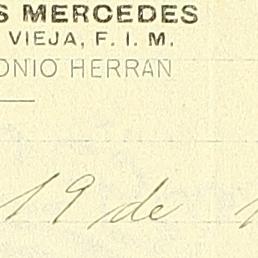 S MERCEDES
VIEJA, F. I. M.
ONIO HERRAN
19 de